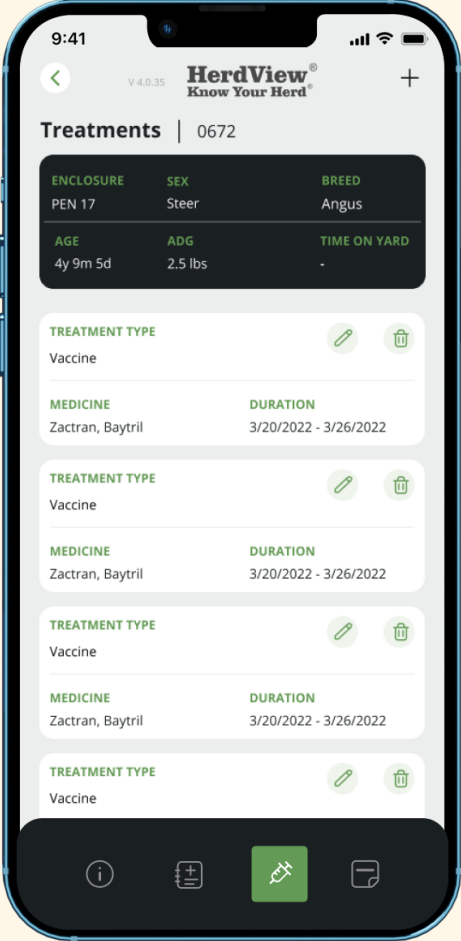 9:41
V 4.0.35
HerdView®
Know Your Herd®
Treatments | 0672
ENCLOSURE SEX BREED
PEN 17 Steer Angus
AGE ADG TIME ON YARD
4y 9m 5d 2.5 lbs -
TREATMENT TYPE
Vaccine
MEDICINE DURATION
Zactran, Baytril 3/20/2022 - 3/26/2022
TREATMENT TYPE
Vaccine
MEDICINE DURATION
Zactran, Baytril 3/20/2022 - 3/26/2022
TREATMENT TYPE
Vaccine
MEDICINE DURATION
Zactran, Baytril 3/20/2022 - 3/26/2022
TREATMENT TYPE
Vaccine